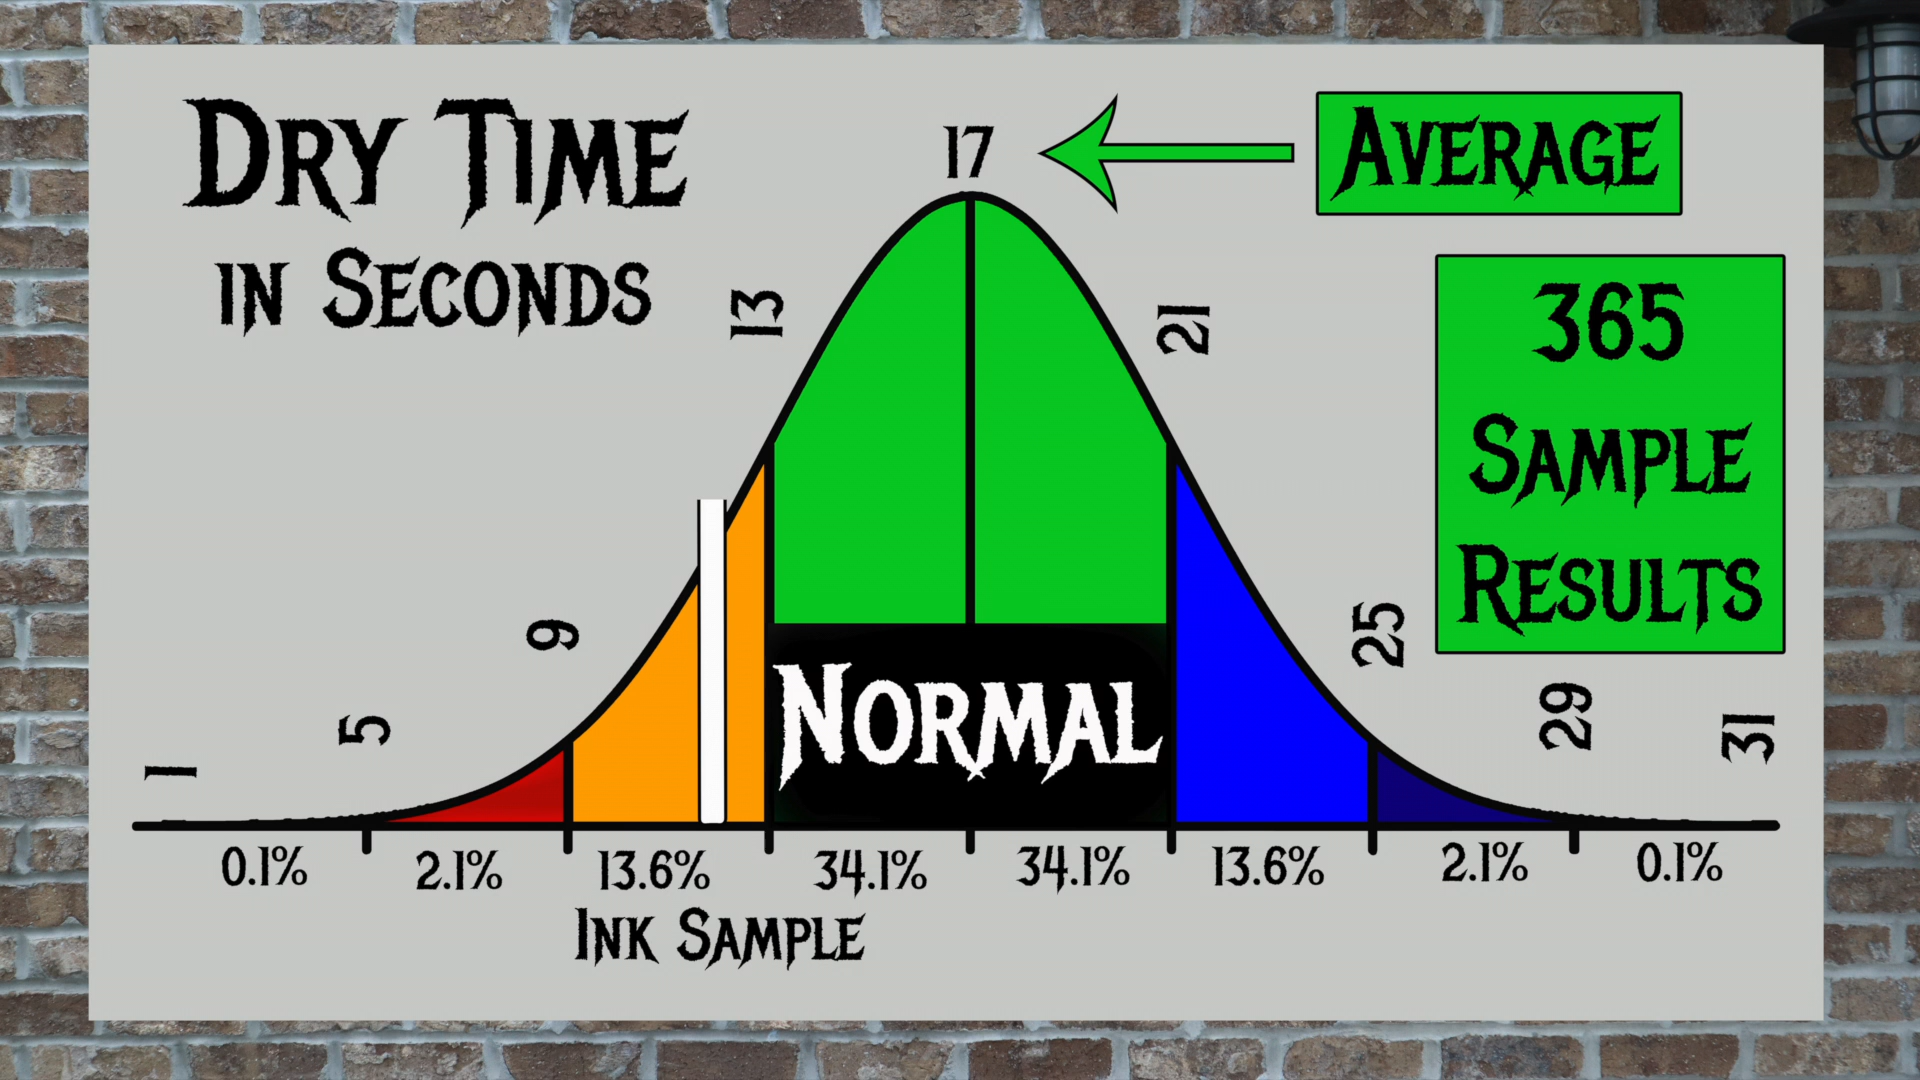 Dry Time
in Seconds
17
Average
365
Sample
Results
13
21
9
25
5
29
1
31
Normal
0.1%
2.1%
13.6%
34.1%
34.1%
13.6%
2.1%
0.1%
Ink Sample